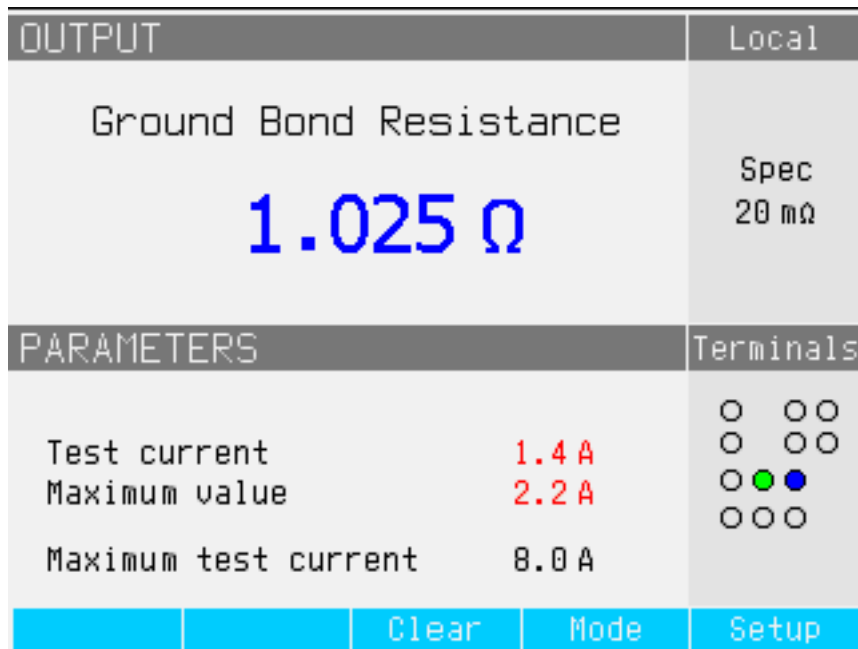 OUTPUT
Local
Ground Bond Resistance
1.025 Ω
Spec
20 mΩ
PARAMETERS
Terminals
Test current 1.4 A
Maximum value 2.2 A
Maximum test current 8.0 A
Clear Mode Setup